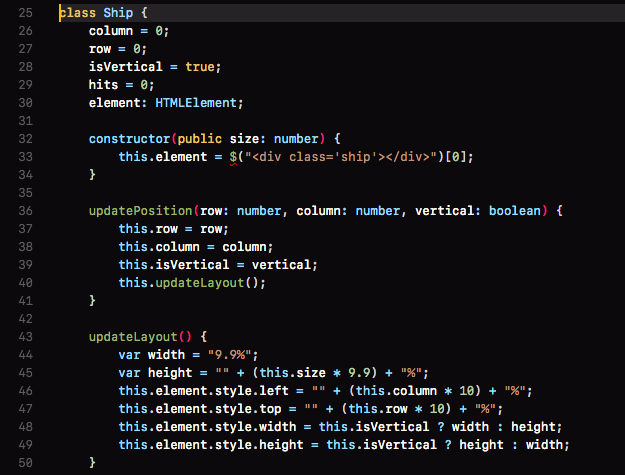 25 class Ship {
26     column = 0;
27     row = 0;
28     isVertical = true;
29     hits = 0;
30     element: HTMLElement;
31
32     constructor(public size: number) {
33         this.element = $("<div class='ship'></div>")[0];
34     }
35
36     updatePosition(row: number, column: number, vertical: boolean) {
37         this.row = row;
38         this.column = column;
39         this.isVertical = vertical;
40         this.updateLayout();
41     }
42
43     updateLayout() {
44         var width = "9.9%";
45         var height = "" + (this.size * 9.9) + "%";
46         this.element.style.left = "" + (this.column * 10) + "%";
47         this.element.style.top = "" + (this.row * 10) + "%";
48         this.element.style.width = this.isVertical ? width : height;
49         this.element.style.height = this.isVertical ? height : width;
50     }